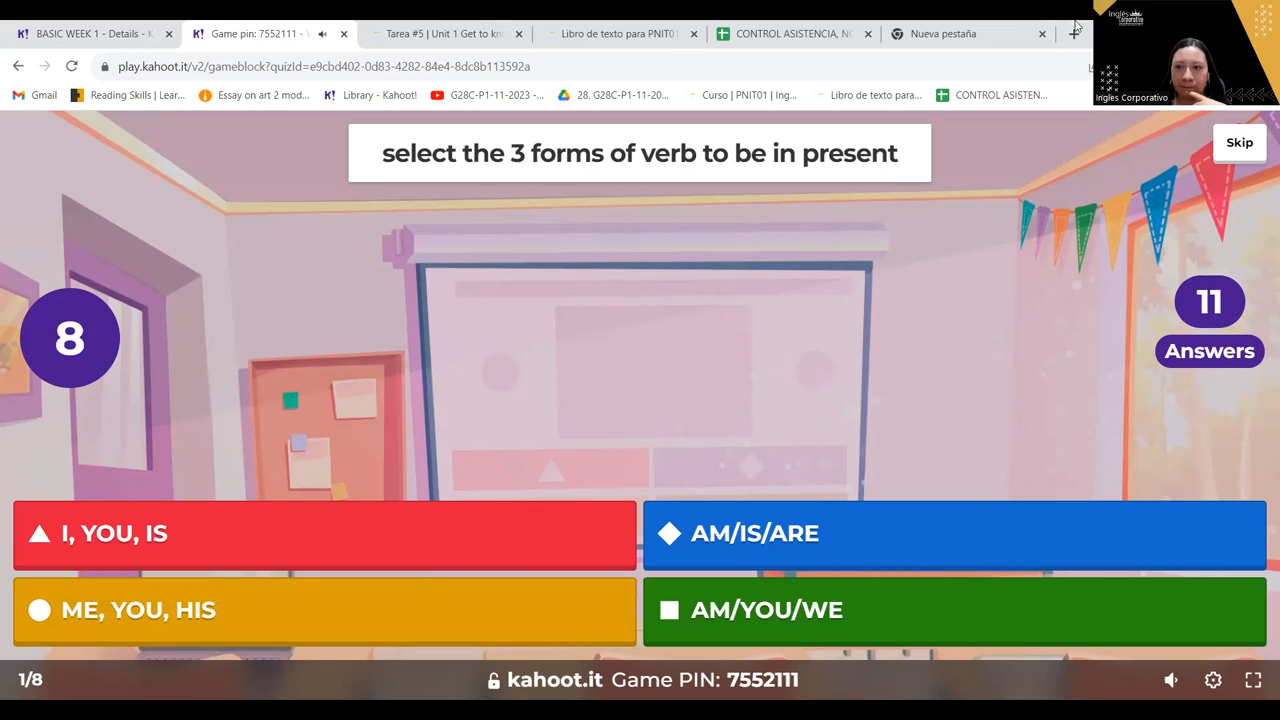 BASIC WEEK 1 - Details - K
Game pin: 7552111 -
Tarea #5 | Unit 1 Get to kn
Libro de texto para PNIT01
CONTROL ASISTENCIA, NO
Nueva pestaña
Inglés
Corporativo
play.kahoot.it/v2/gameblock?quizId=e9cbd402-0d83-4282-84e4-8dc8b113592a
Gmail
Reading Skills | Lear...
Essay on art 2 mod...
Library - Kahoot
YouTube
G28C-P1-11-2023 -...
28. G28C-P1-11-20...
Curso | PNIT01 | Ing...
Libro de texto para...
CONTROL ASISTEN...
Ingles Corporativo
select the 3 forms of verb to be in present
Skip
8
11
Answers
I, YOU, IS
AM/IS/ARE
ME, YOU, HIS
AM/YOU/WE
1/8
kahoot.it Game PIN: 7552111